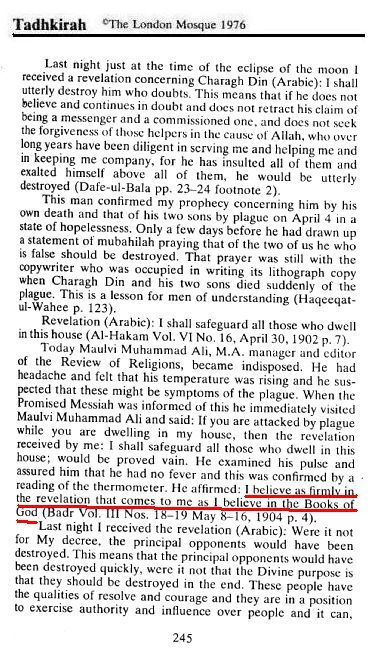 Tadhkirah ©The London Mosque 1976
Last night just at the time of the eclipse of the moon I
received a revelation concerning Charagh Din (Arabic): I shall
utterly destroy him who doubts. This means that if he does not
believe and continues in doubt and does not retract his claim of
being a messenger and a commissioned one, and does not seek
the forgiveness of those helpers in the cause of Allah, who over
long years have been diligent in serving me and helping me and
in keeping me company, for he has insulted all of them and
exalted himself above all of them, he would be utterly
destroyed (Dafe-ul-Bala pp. 23-24 footnote 2).
This man confirmed my prophecy concerning him by his
own death and that of his two sons by plague on April 4 in a
state of hopelessness. Only a few days before he had drawn up
a statement of mubahilah praying that of the two of us he who
is false should be destroyed. That prayer was still with the
copywriter who was occupied in writing its lithograph copy
when Charagh Din and his two sons died suddenly of the
plague. This is a lesson for men of understanding (Haqeeqat-
ul-Wahee p. 123).
Revelation (Arabic): I shall safeguard all those who dwell
in this house (Al-Hakam Vol. VI No. 16, April 30, 1902 p. 7).
Today Maulvi Muhammad Ali, M.A. manager and editor
of the Review of Religions, became indisposed. He had
headache and felt that his temperature was rising and he sus-
pected that these might be symptoms of the plague. When the
Promised Messiah was informed of this he immediately visited
Maulvi Muhammad Ali and said: If you are attacked by plague
while you are dwelling in my house, then the revelation
received by me: I shall safeguard all those who dwell in this
house; would be proved vain. He examined his pulse and
assured him that he had no fever and this was confirmed by a
reading of the thermometer. He affirmed: I believe as firmly in
the revelation that comes to me as I believe in the Books of
God (Badr Vol. III Nos. 18-19 May 8-16, 1904 p. 4).
Last night I received the revelation (Arabic): Were it not
for My decree, the principal opponents would have been
destroyed. This means that the principal opponents would have
been destroyed quickly, were it not that the Divine purpose is
that they should be destroyed in the end. These people have
the qualities of resolve and courage and they are in a position
to exercise authority and influence over people and it can,
245